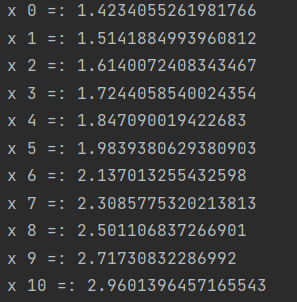 x 0 =: 1.4234055261981766
x 1 =: 1.5141884993960812
x 2 =: 1.6140072408343467
x 3 =: 1.7244058540024354
x 4 =: 1.847090019422683
x 5 =: 1.9839380629380903
x 6 =: 2.137013255432598
x 7 =: 2.3085775320213813
x 8 =: 2.501106837266901
x 9 =: 2.71730832286992
x 10 =: 2.9601396457165543